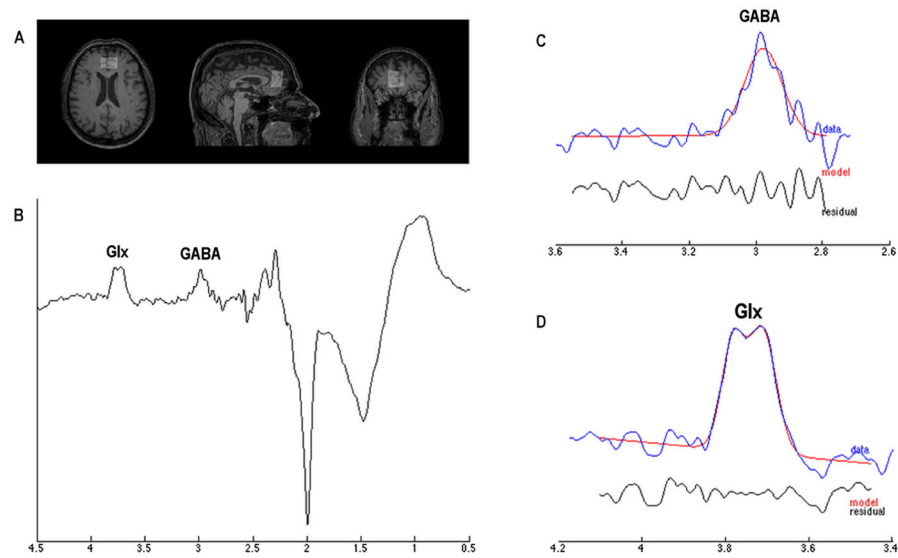 A
B
Glx
GABA
4.5 4 3.5 3 2.5 2 1.5 1 0.5
C
GABA
data
model
residual
3.6 3.4 3.2 3 2.8 2.6
D
Glx
data
model
residual
4.2 4 3.8 3.6 3.4